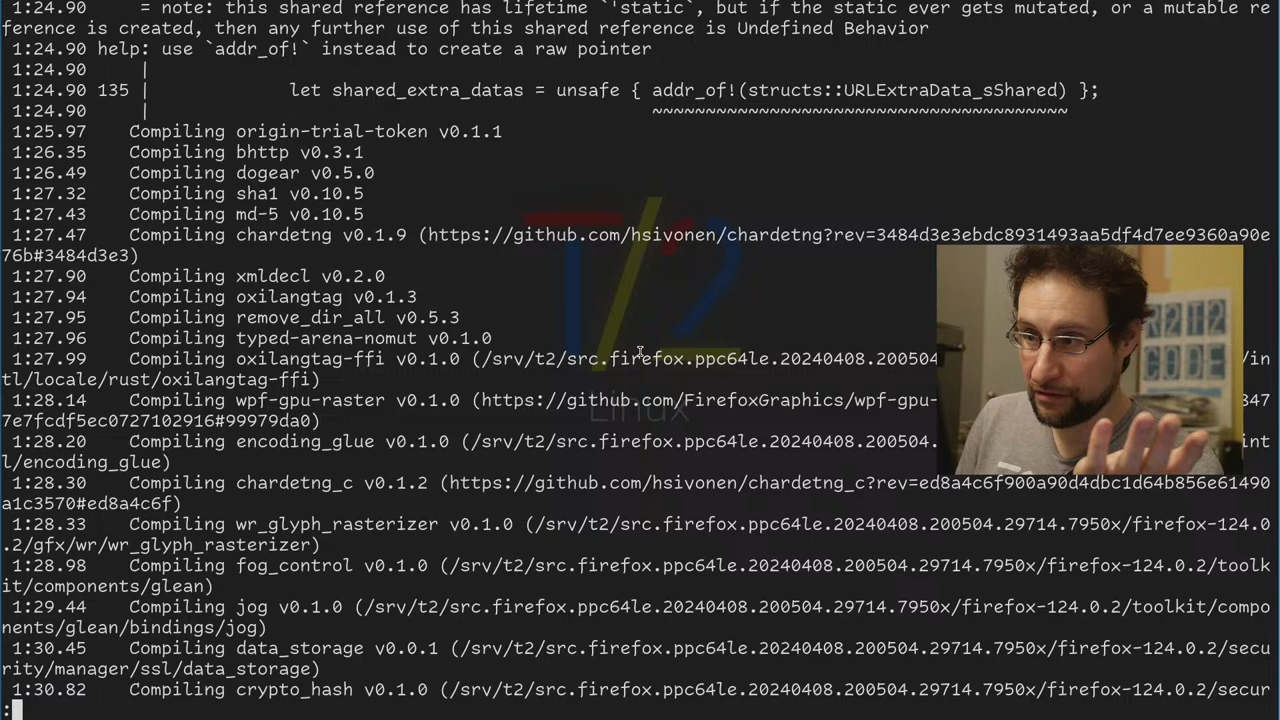 1:24.90     = note: this shared reference has lifetime `'static`, but if the static ever gets mutated, or a mutable re
ference is created, then any further use of this shared reference is Undefined Behavior
1:24.90 help: use `addr_of!` instead to create a raw pointer
1:24.90     |
1:24.90 135 |             let shared_extra_datas = unsafe { addr_of!(structs::URLExtraData_sShared) };
1:24.90     |                                               ~~~~~~~~~~~~~~~~~~~~~~~~~~~~~~~~~~~~~~~
1:25.97    Compiling origin-trial-token v0.1.1
1:26.35    Compiling bhttp v0.3.1
1:26.49    Compiling dogear v0.5.0
1:27.32    Compiling sha1 v0.10.5
1:27.43    Compiling md-5 v0.10.5
1:27.47    Compiling chardetng v0.1.9 (https://github.com/hsivonen/chardetng?rev=3484d3e3ebdc8931493aa5df4d7ee9360a90e
76b#3484d3e3)
1:27.90    Compiling xmldecl v0.2.0
1:27.94    Compiling oxilangtag v0.1.3
1:27.95    Compiling remove_dir_all v0.5.3
1:27.96    Compiling typed-arena-nomut v0.1.0
1:27.99    Compiling oxilangtag-ffi v0.1.0 (/srv/t2/src.firefox.ppc64le.20240408.200504 /in
tl/locale/rust/oxilangtag-ffi)
1:28.14    Compiling wpf-gpu-raster v0.1.0 (https://github.com/FirefoxGraphics/wpf-gpu- 847
7e7fcdf5ec0727102916#99979da0)
1:28.20    Compiling encoding_glue v0.1.0 (/srv/t2/src.firefox.ppc64le.20240408.200504. int
l/encoding_glue)
1:28.30    Compiling chardetng_c v0.1.2 (https://github.com/hsivonen/chardetng_c?rev=ed8a4c6f900a90d4dbc1d64b856e61490
a1c3570#ed8a4c6f)
1:28.33    Compiling wr_glyph_rasterizer v0.1.0 (/srv/t2/src.firefox.ppc64le.20240408.200504.29714.7950x/firefox-124.0
.2/gfx/wr/wr_glyph_rasterizer)
1:28.98    Compiling fog_control v0.1.0 (/srv/t2/src.firefox.ppc64le.20240408.200504.29714.7950x/firefox-124.0.2/toolk
it/components/glean)
1:29.44    Compiling jog v0.1.0 (/srv/t2/src.firefox.ppc64le.20240408.200504.29714.7950x/firefox-124.0.2/toolkit/compo
nents/glean/bindings/jog)
1:30.45    Compiling data_storage v0.0.1 (/srv/t2/src.firefox.ppc64le.20240408.200504.29714.7950x/firefox-124.0.2/secu
rity/manager/ssl/data_storage)
1:30.82    Compiling crypto_hash v0.1.0 (/srv/t2/src.firefox.ppc64le.20240408.200504.29714.7950x/firefox-124.0.2/secur
:
T/2
Linux
CODE